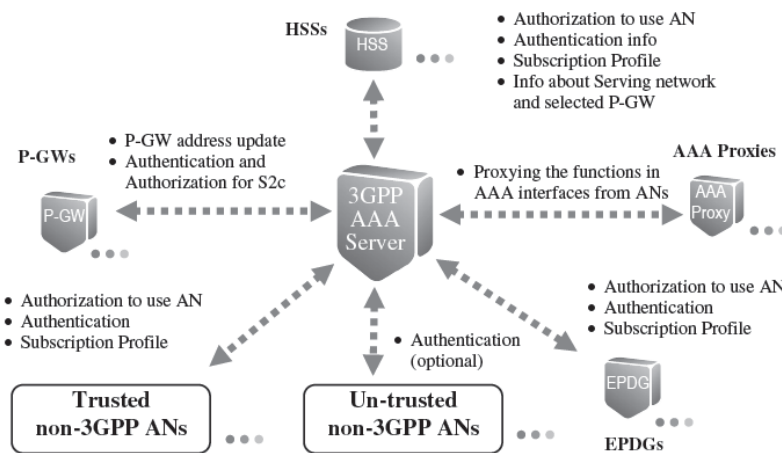 HSSs
HSS
• Authorization to use AN
• Authentication info
• Subscription Profile
• Info about Serving network
and selected P-GW
P-GWs
• P-GW address update
• Authentication and
Authorization for S2c
P-GW
3GPP
AAA
Server
• Proxying the functions in
AAA interfaces from ANs
AAA Proxies
AAA
Proxy
• Authorization to use AN
• Authentication
• Subscription Profile
• Authentication
(optional)
• Authorization to use AN
• Authentication
• Subscription Profile
Trusted
non-3GPP ANs
Un-trusted
non-3GPP ANs
EPDG
EPDGs